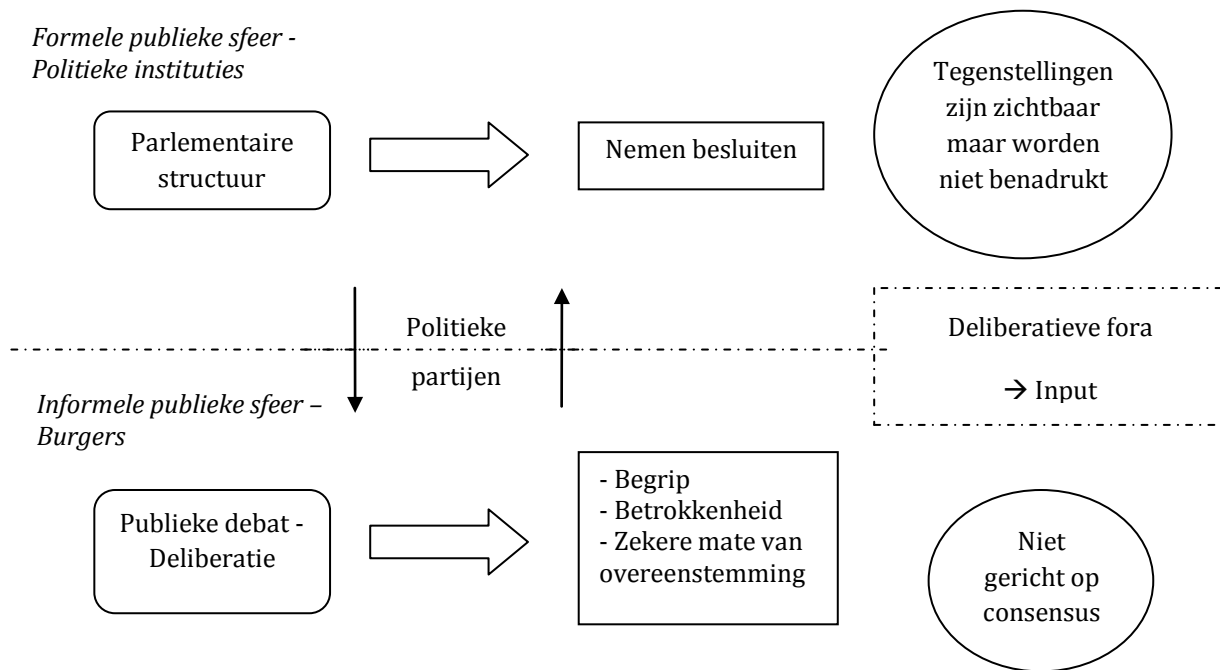 Formele publieke sfeer -
Politieke instituties
Parlementaire
structuur
Nemen besluiten
Tegenstellingen
zijn zichtbaar
maar worden
niet benadrukt
Politieke
partijen
Deliberatieve fora
→ Input
Informele publieke sfeer –
Burgers
Publieke debat -
Deliberatie
- Begrip
- Betrokkenheid
- Zekere mate van
overeenstemming
Niet
gericht op
consensus